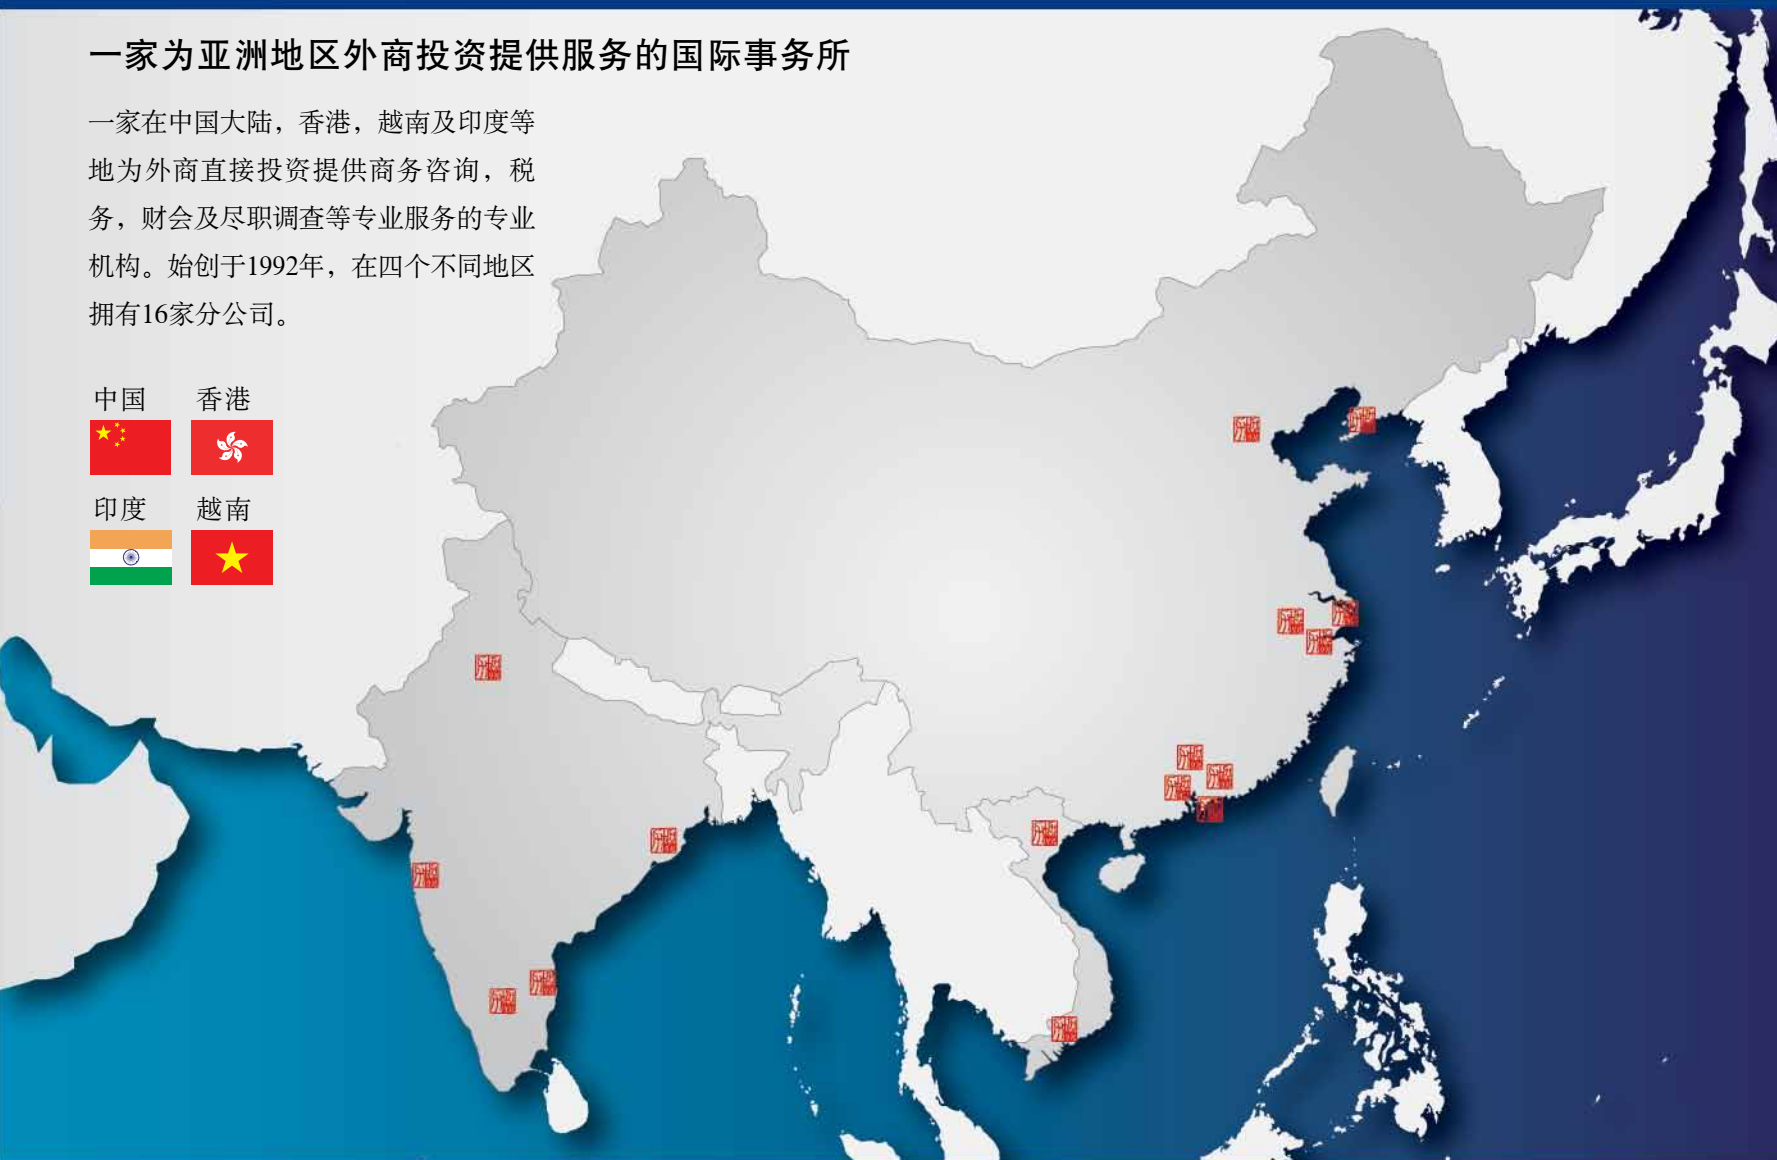 一家为亚洲地区外商投资提供服务的国际事务所
一家在中国大陆，香港，越南及印度等
地为外商直接投资提供商务咨询，税
务，财会及尽职调查等专业服务的专业
机构。始创于1992年，在四个不同地区
拥有16家分公司。
中国 香港
印度 越南